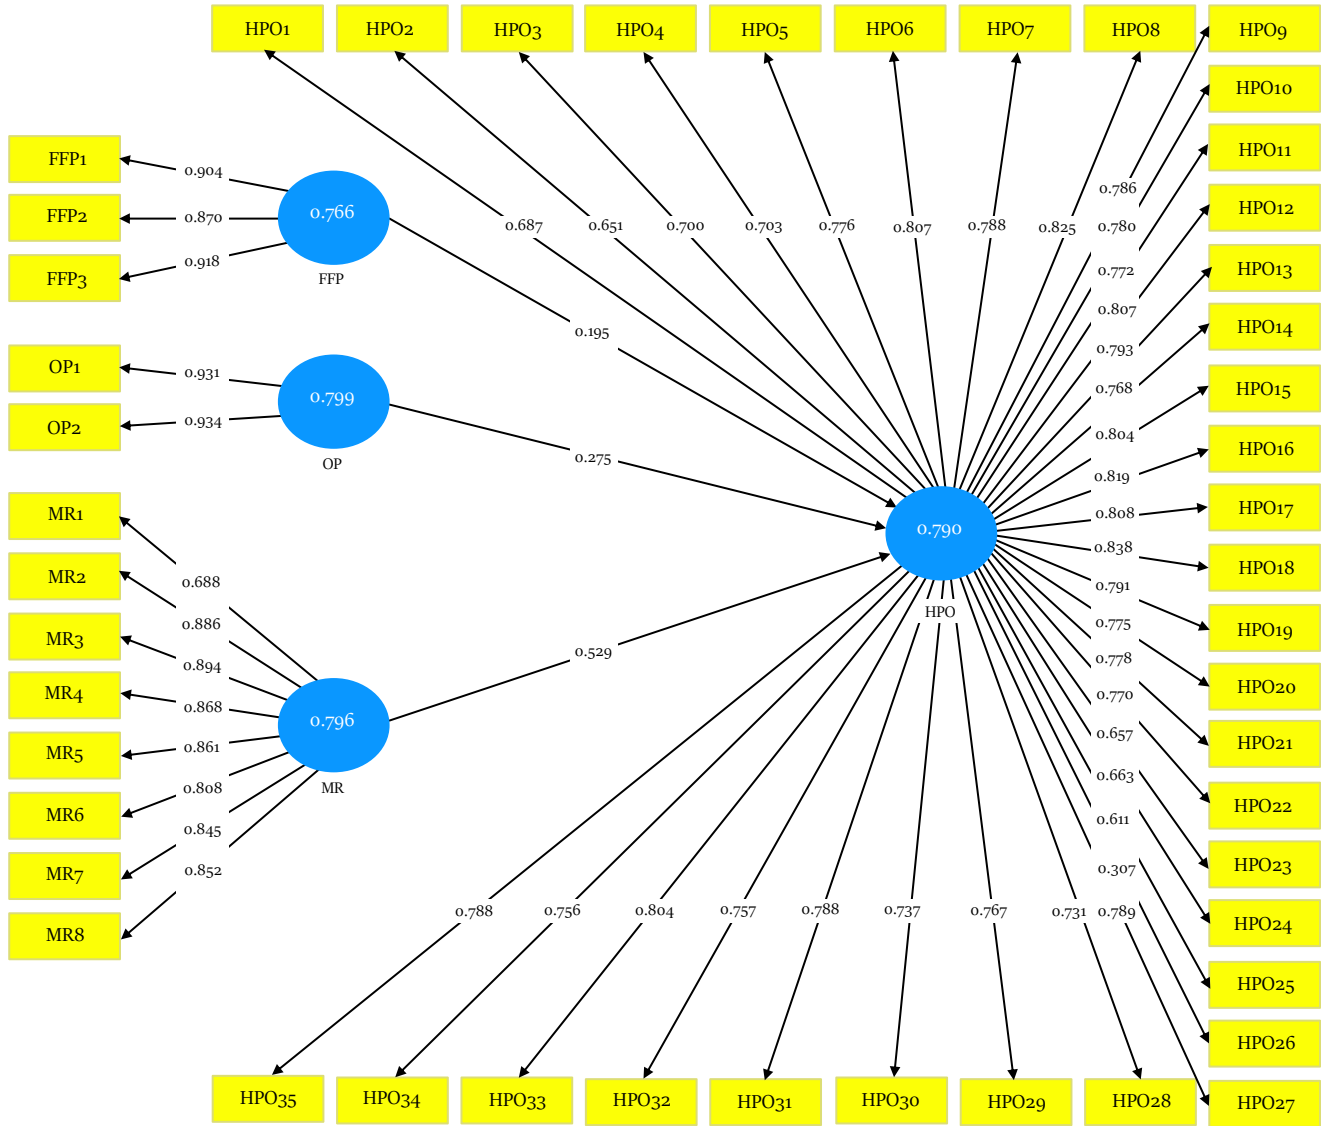 HPO1 HPO2 HPO3 HPO4 HPO5 HPO6 HPO7 HPO8 HPO9
HPO10
HPO11
HPO12
HPO13
HPO14
HPO15
HPO16
HPO17
HPO18
HPO19
HPO20
HPO21
HPO22
HPO23
HPO24
HPO25
HPO26
HPO27
FFP1
FFP2
FFP3
0.904
0.870
0.918
0.766
FFP
OP1
OP2
0.931
0.934
0.799
OP
MR1
MR2
MR3
MR4
MR5
MR6
MR7
MR8
0.688
0.886
0.894
0.868
0.861
0.808
0.845
0.852
0.796
MR
0.195
0.275
0.529
0.687 0.651 0.700 0.703 0.776 0.807 0.788 0.825
0.786
0.780
0.772
0.807
0.793
0.768
0.804
0.819
0.808
0.838
0.791
0.775
0.778
0.770
0.657
0.663
0.611
0.307
0.790
HPO
0.788 0.756 0.804 0.757 0.788 0.737 0.767 0.731 0.789
HPO35 HPO34 HPO33 HPO32 HPO31 HPO30 HPO29 HPO28